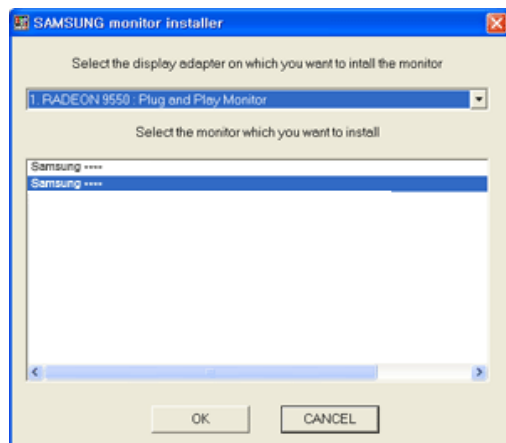 SAMSUNG monitor installer
Select the display adapter on which you want to intall the monitor
1. RADEON 9550 : Plug and Play Monitor
Select the monitor which you want to install
Samsung ----
Samsung ----
OK
CANCEL